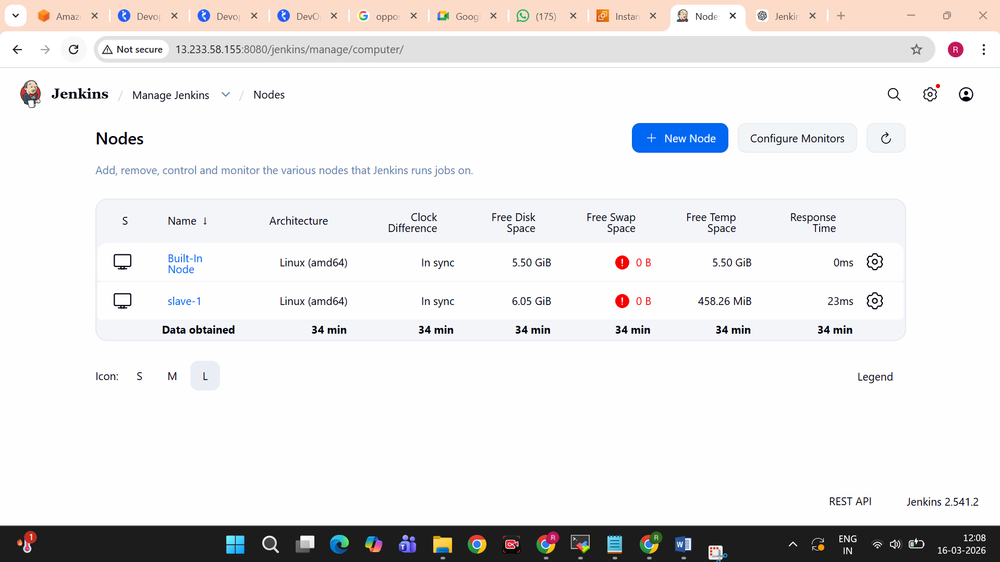 Amaz
Devop
Devop
DevO
oppos
Googl
(175)
Instan
Nodes
Jenkin
Not secure
13.233.58.155:8080/jenkins/manage/computer/
R
Jenkins / Manage Jenkins / Nodes
Nodes
+ New Node
Configure Monitors
Add, remove, control and monitor the various nodes that Jenkins runs jobs on.
S Name ↓ Architecture Clock Difference Free Disk Space Free Swap Space Free Temp Space Response Time
Built-In Node Linux (amd64) In sync 5.50 GiB 0 B 5.50 GiB 0ms
slave-1 Linux (amd64) In sync 6.05 GiB 0 B 458.26 MiB 23ms
Data obtained 34 min 34 min 34 min 34 min 34 min 34 min
Icon: S M L
Legend
REST API
Jenkins 2.541.2
1
R
R
ENG
IN
12:08
16-03-2026